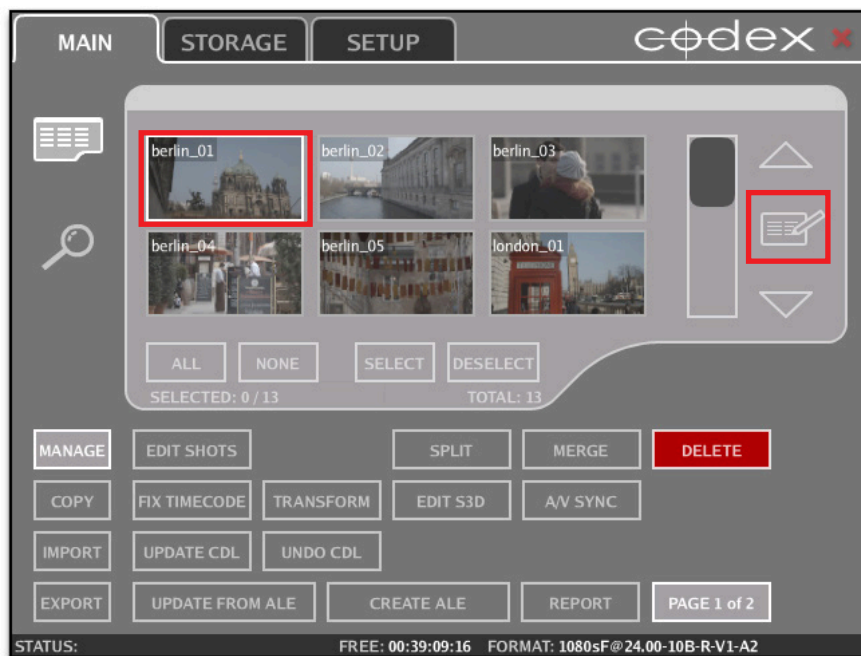 MAIN STORAGE SETUP codex
berlin_01 berlin_02 berlin_03
berlin_04 berlin_05 london_01
ALL NONE SELECT DESELECT
SELECTED: 0 / 13 TOTAL: 13
MANAGE EDIT SHOTS SPLIT MERGE DELETE
COPY FIX TIMECODE TRANSFORM EDIT S3D A/V SYNC
IMPORT UPDATE CDL UNDO CDL
EXPORT UPDATE FROM ALE CREATE ALE REPORT PAGE 1 of 2
STATUS: FREE: 00:39:09:16 FORMAT: 1080sF@24.00-10B-R-V1-A2